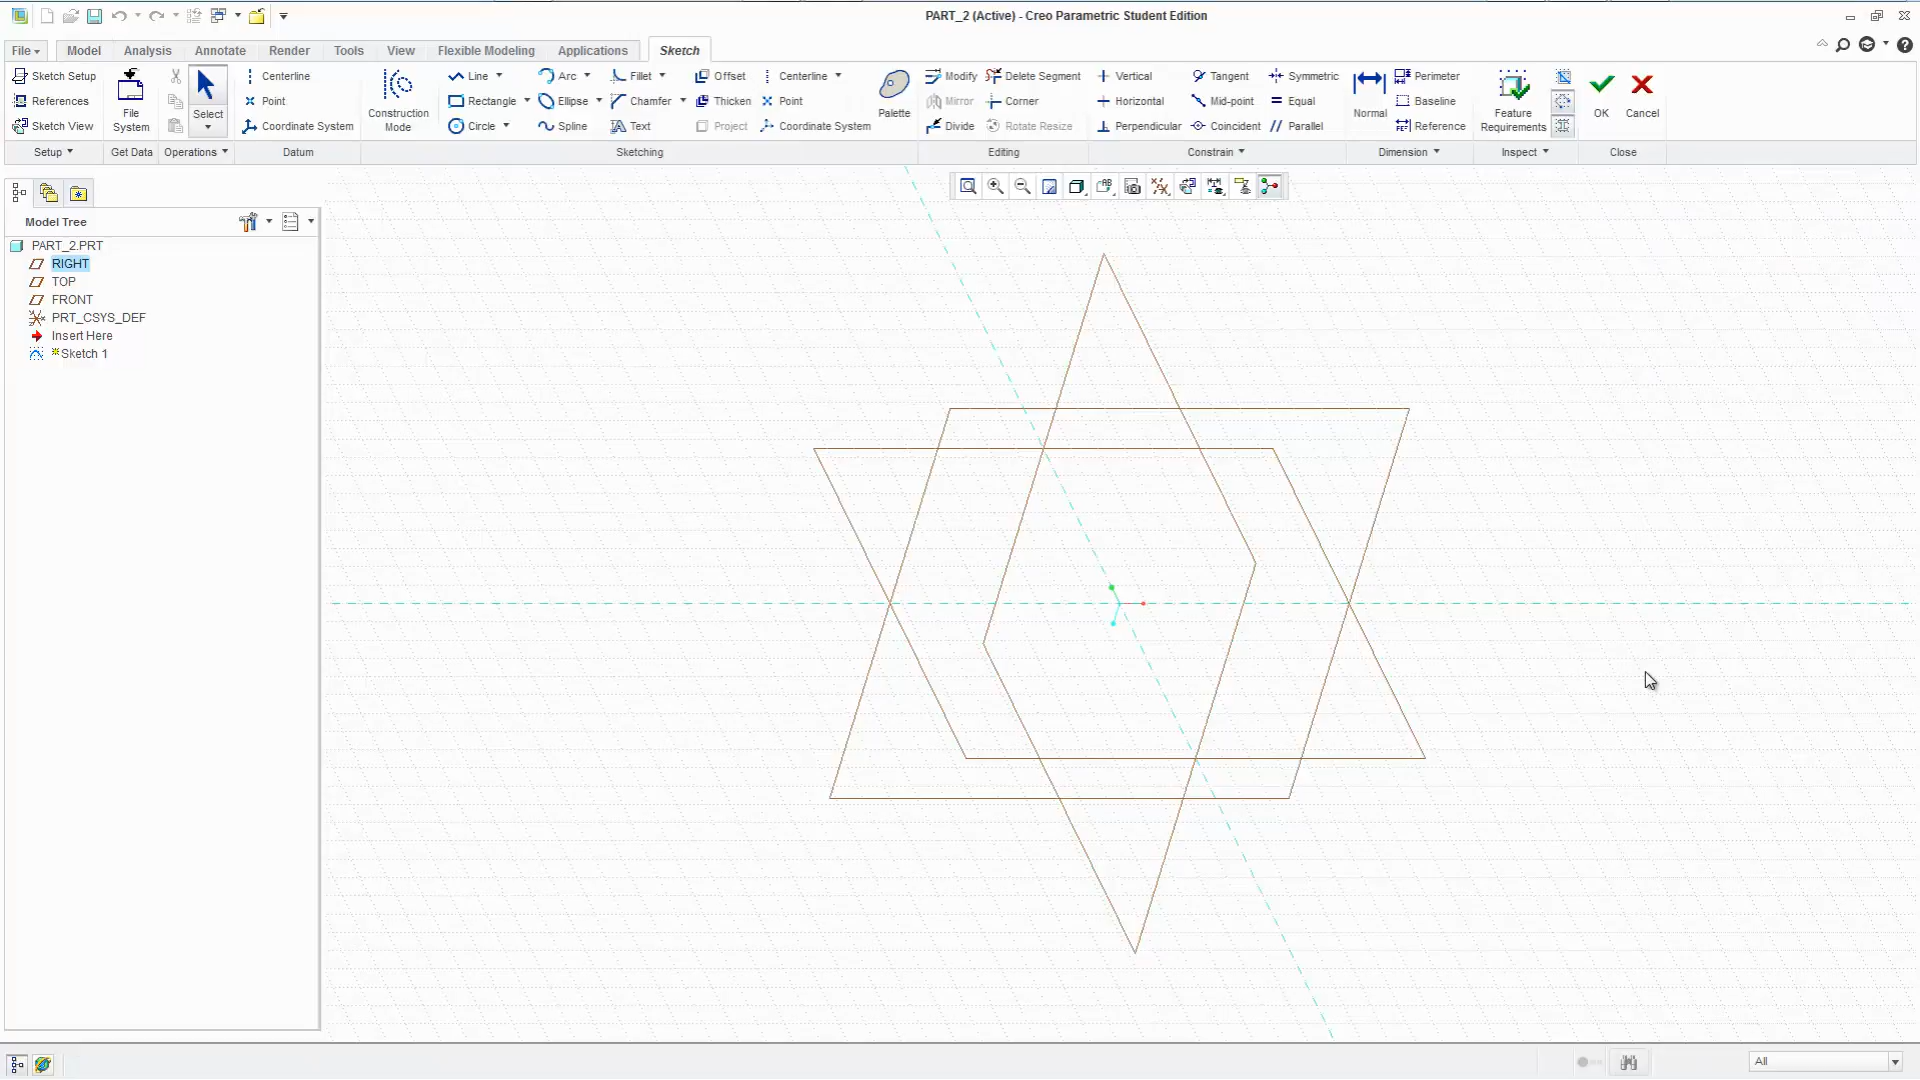 PART_2 (Active) - Creo Parametric Student Edition
File Model Analysis Annotate Render Tools View Flexible Modeling Applications Sketch
Sketch Setup
References
Sketch View
File System
Select
Centerline
Point
Coordinate System
Construction Mode
Line Arc Fillet Offset Centerline
Rectangle Ellipse Chamfer Thicken Point
Circle Spline Text Project Coordinate System
Palette
Modify Delete Segment
Mirror Corner
Divide Rotate Resize
Vertical Tangent Symmetric
Horizontal Mid-point Equal
Perpendicular Coincident Parallel
Normal
Perimeter
Baseline
Reference
Feature Requirements
OK
Cancel
Setup Get Data Operations Datum Sketching Editing Constrain Dimension Inspect Close
Model Tree
PART_2.PRT
RIGHT
TOP
FRONT
PRT_CSYS_DEF
Insert Here
*Sketch 1
All